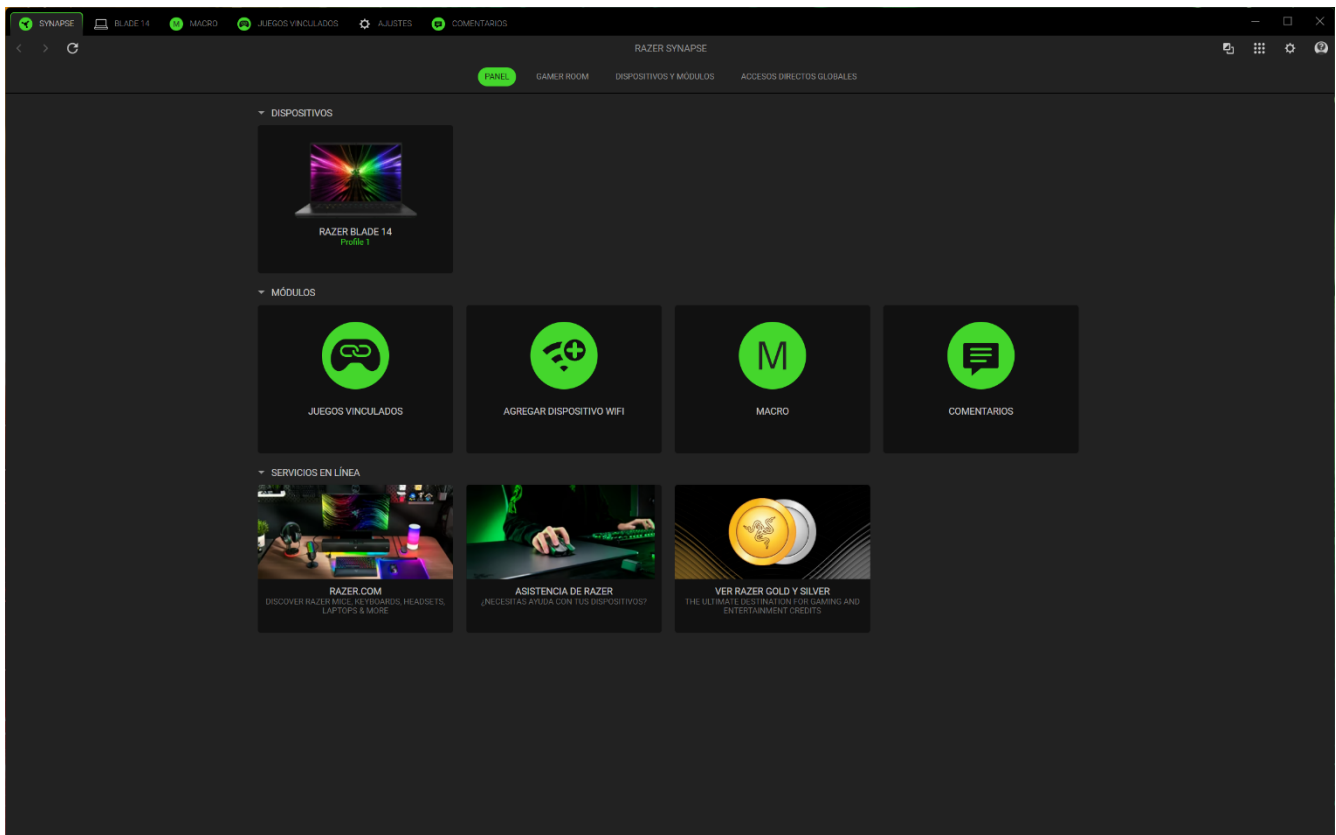 SYNAPSE
BLADE 14
M
MACRO
JUEGOS VINCULADOS
AJUSTES
COMENTARIOS
RAZER SYNAPSE
PANEL
GAMER ROOM
DISPOSITIVOS Y MÓDULOS
ACCESOS DIRECTOS GLOBALES
DISPOSITIVOS
RAZER BLADE 14
Profile 1
MÓDULOS
JUEGOS VINCULADOS
AGREGAR DISPOSITIVO WIFI
M
MACRO
COMENTARIOS
SERVICIOS EN LÍNEA
RAZER.COM
DISCOVER RAZER MICE, KEYBOARDS, HEADSETS,
LAPTOPS & MORE
ASISTENCIA DE RAZER
¿NECESITAS AYUDA CON TUS DISPOSITIVOS?
VER RAZER GOLD Y SILVER
THE ULTIMATE DESTINATION FOR GAMING AND
ENTERTAINMENT CREDITS